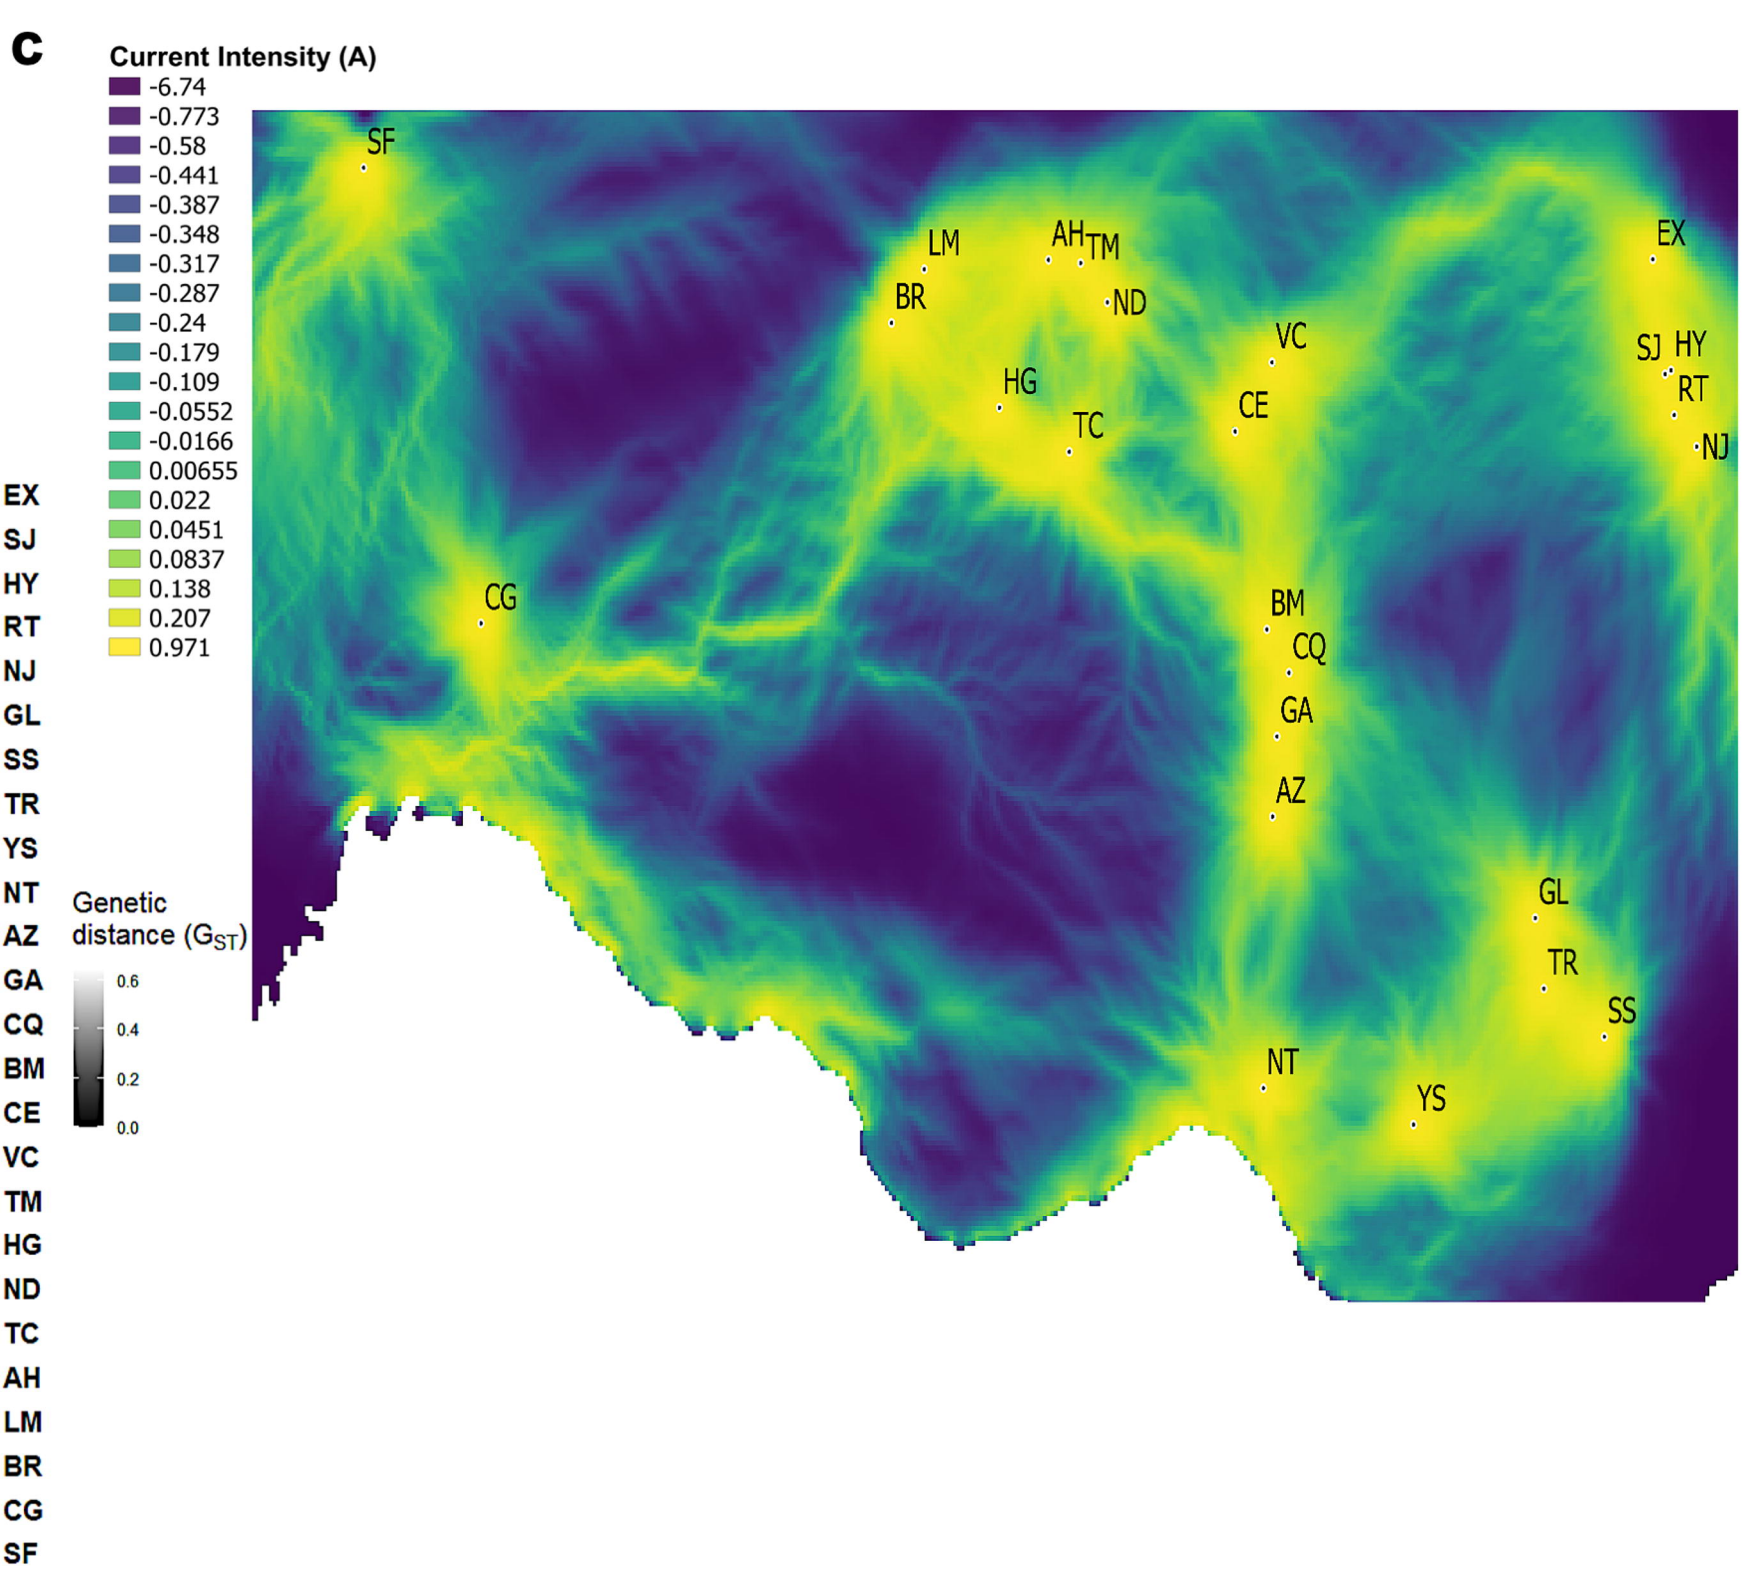 c
Current Intensity (A)
-6.74
-0.773
-0.58
-0.441
-0.387
-0.348
-0.317
-0.287
-0.24
-0.179
-0.109
-0.0552
-0.0166
0.00655
0.022
0.0451
0.0837
0.138
0.207
0.971
SF
LM
AH
TM
EX
BR
ND
VC
SJ
HY
HG
RT
CE
TC
NJ
CG
BM
CQ
GA
AZ
GL
TR
SS
NT
YS
EX
SJ
HY
RT
NJ
GL
SS
TR
YS
NT
AZ
GA
CQ
BM
CE
VC
TM
HG
ND
TC
AH
LM
BR
CG
SF
Genetic
distance (GST)
0.6
0.4
0.2
0.0